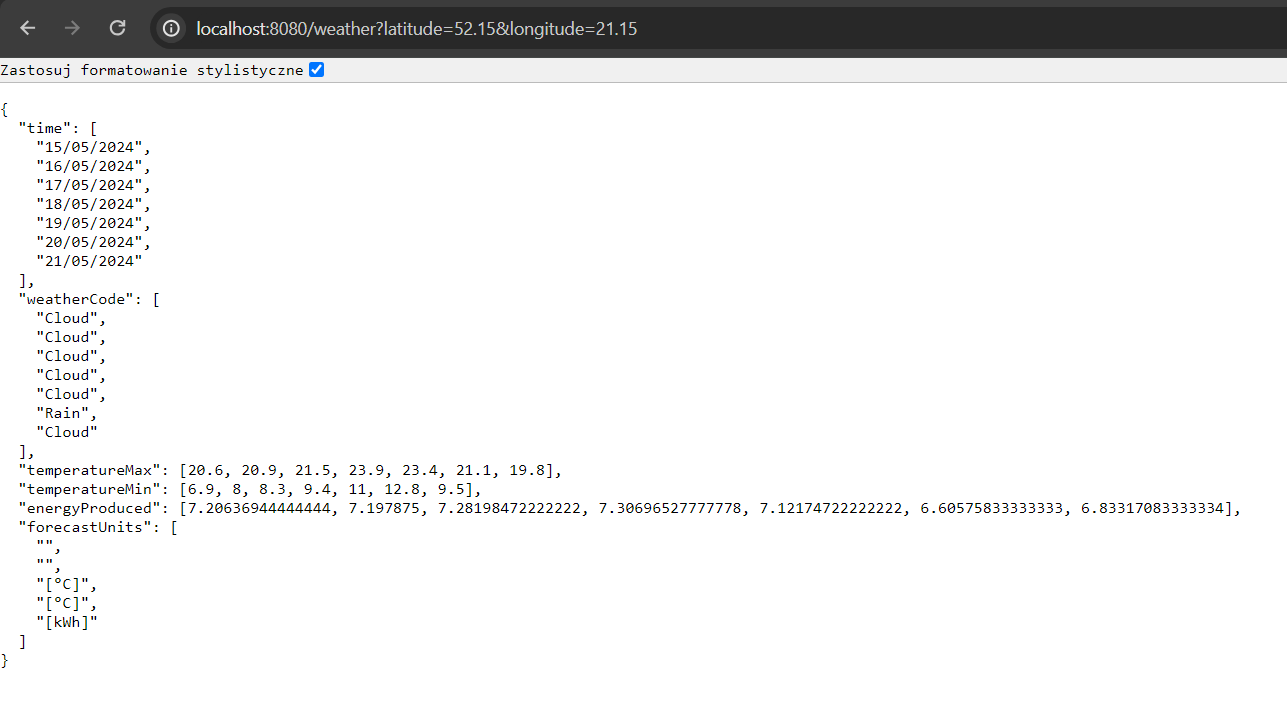 localhost:8080/weather?latitude=52.15&longitude=21.15
Zastosuj formatowanie stylistyczne
{
  "time": [
    "15/05/2024",
    "16/05/2024",
    "17/05/2024",
    "18/05/2024",
    "19/05/2024",
    "20/05/2024",
    "21/05/2024"
  ],
  "weatherCode": [
    "Cloud",
    "Cloud",
    "Cloud",
    "Cloud",
    "Cloud",
    "Rain",
    "Cloud"
  ],
  "temperatureMax": [20.6, 20.9, 21.5, 23.9, 23.4, 21.1, 19.8],
  "temperatureMin": [6.9, 8, 8.3, 9.4, 11, 12.8, 9.5],
  "energyProduced": [7.20636944444444, 7.197875, 7.28198472222222, 7.30696527777778, 7.12174722222222, 6.60575833333333, 6.83317083333334],
  "forecastUnits": [
    "",
    "",
    "[°C]",
    "[°C]",
    "[kWh]"
  ]
}